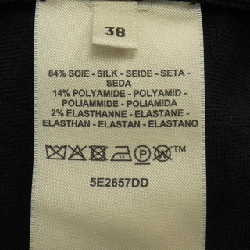 38
84% SOIE - SILK - SEIDE - SETA -
SEDA
14% POLYAMIDE - POLYAMID -
POLIAMMIDE - POLIAMIDA
2% ELASTHANNE - ELASTANE -
ELASTHAN - ELASTAN - ELASTANO
5E2657DD